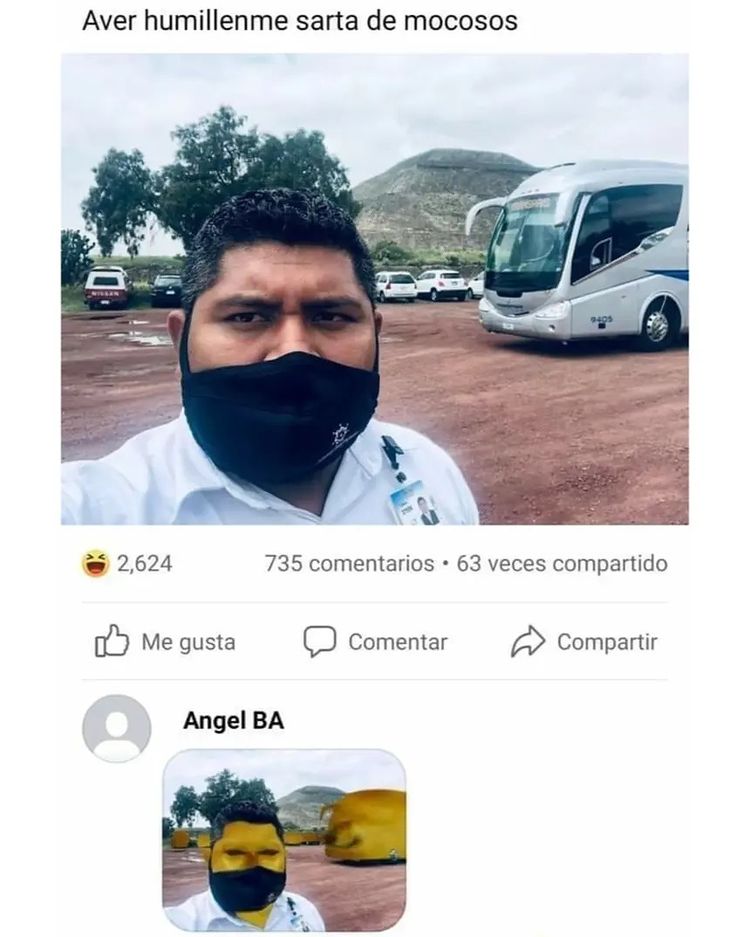 Aver humillenme sarta de mocosos
NISSAN
9405
2,624
735 comentarios • 63 veces compartido
Me gusta
Comentar
Compartir
Angel BA